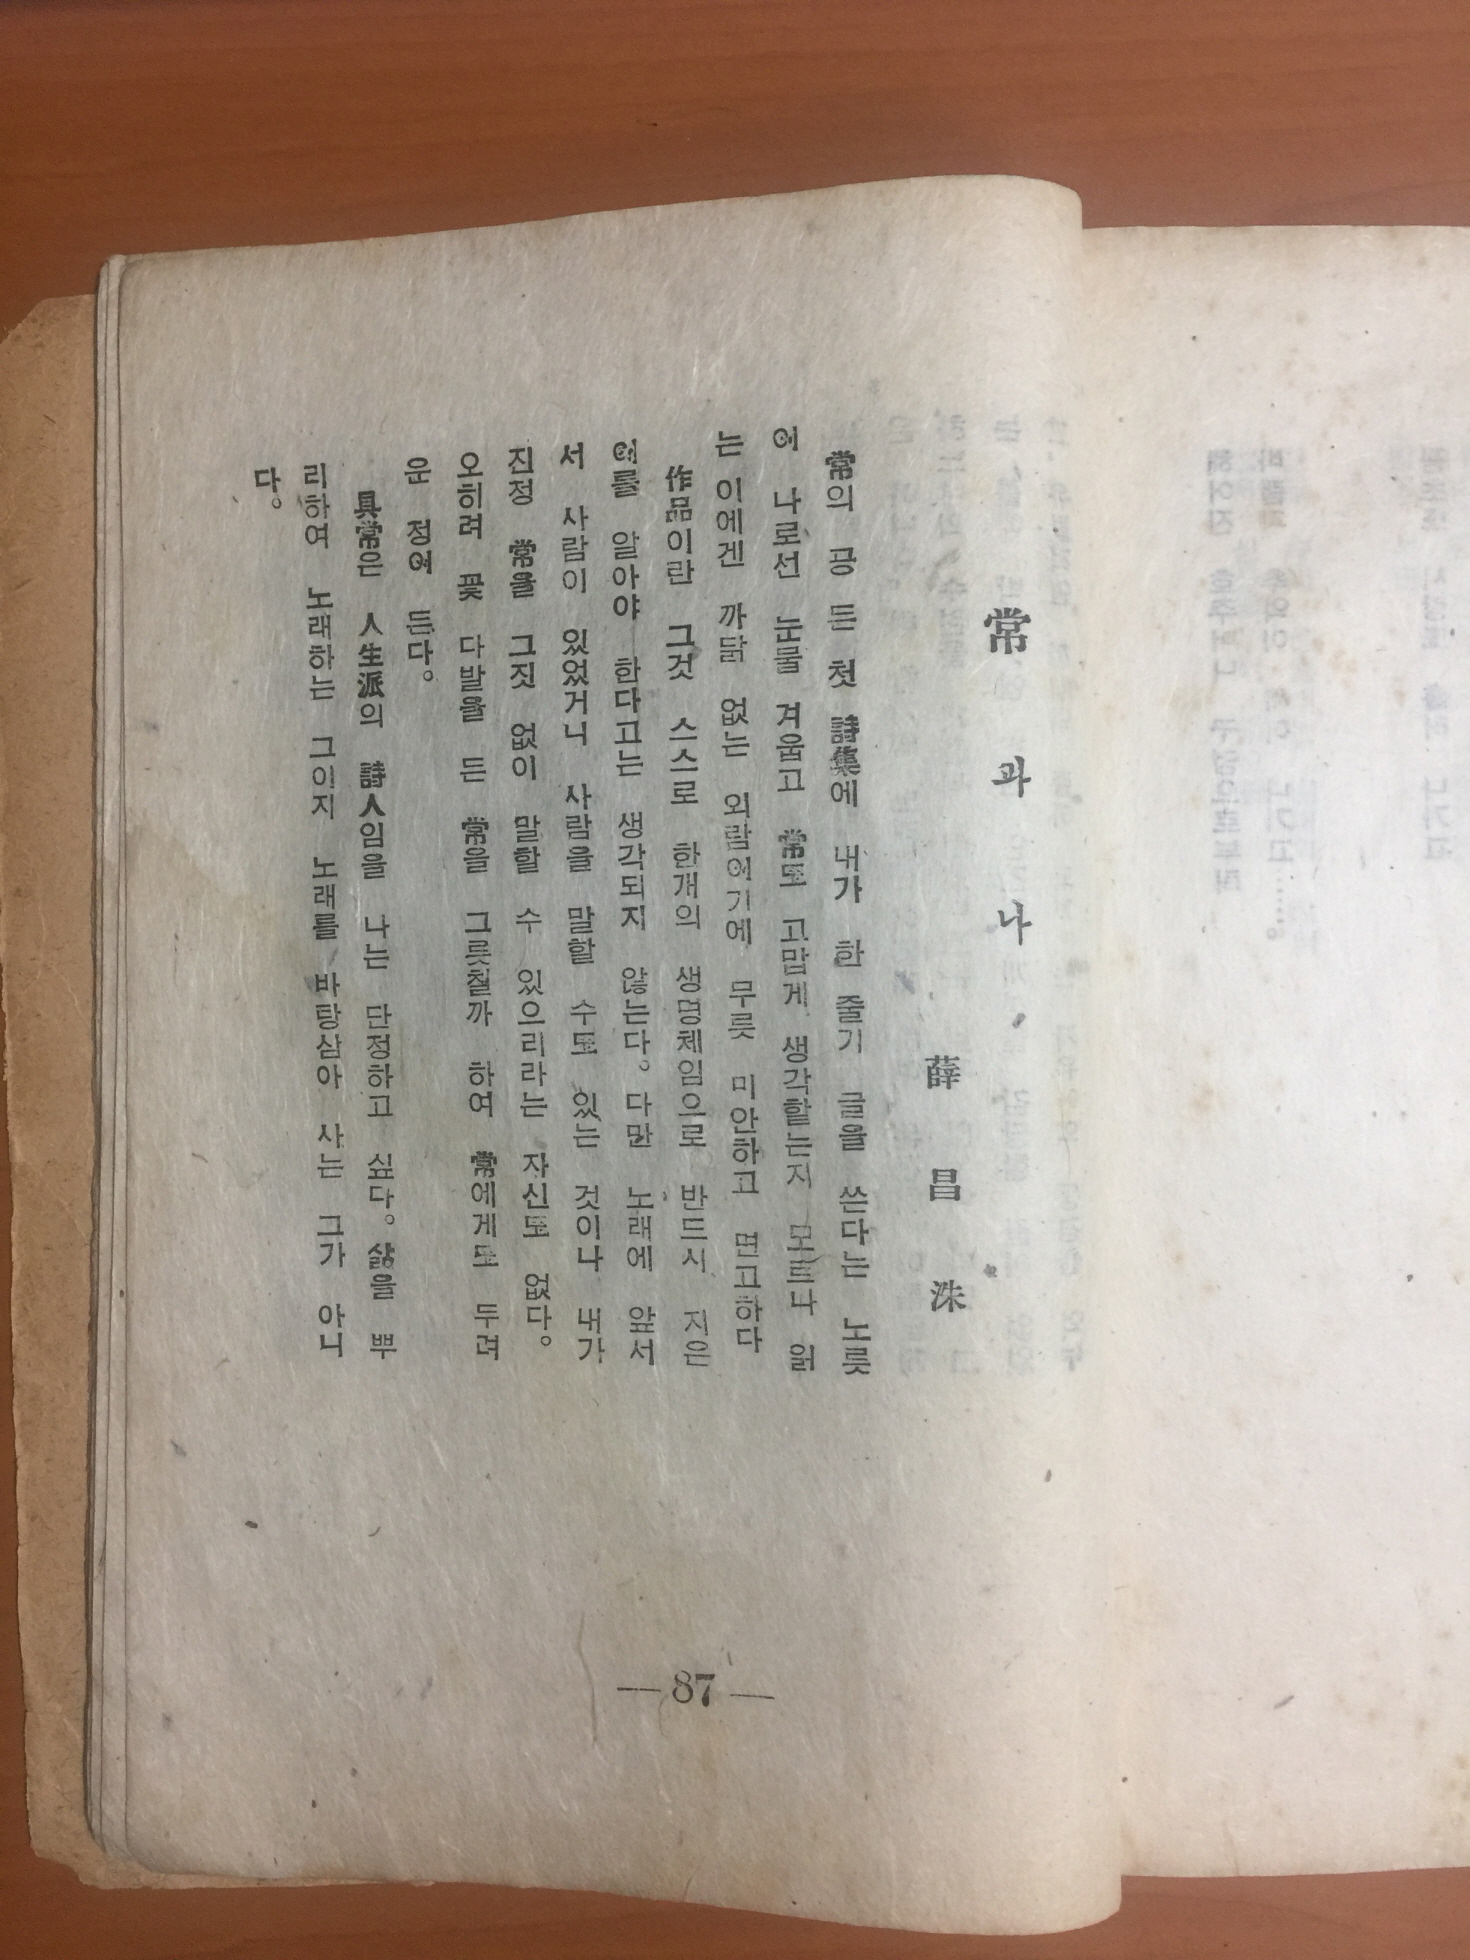 常과 나
薛昌洙
常의 공 든 첫 詩集에 내가 한 줄기 글을 쓴다는 노릇
이 나로선 눈물 겨웁고 常도 고맙게 생각할는지 모르나 읽
는 이에겐 까닭 없는 외람이기에 무릇 미안하고 면고하다
作品이란 그것 스스로 한개의 생명체임으로 반드시 지은
이를 알아야 한다고는 생각되지 않는다。다만 노래에 앞서
서 사람이 있었거니 사람을 말할 수도 있는 것이나 내가
진정 常을 그짓 없이 말할 수 있으리라는 자신도 없다。
오히려 꽃 다발을 든 常을 그릇칠까 하여 常에게도 두려
운 정이 든다。
具常은 人生派의 詩人임을 나는 단정하고 싶다。삶을 뿌
리하여 노래하는 그이지 노래를 바탕삼아 사는 그가 아니
다。
—87—